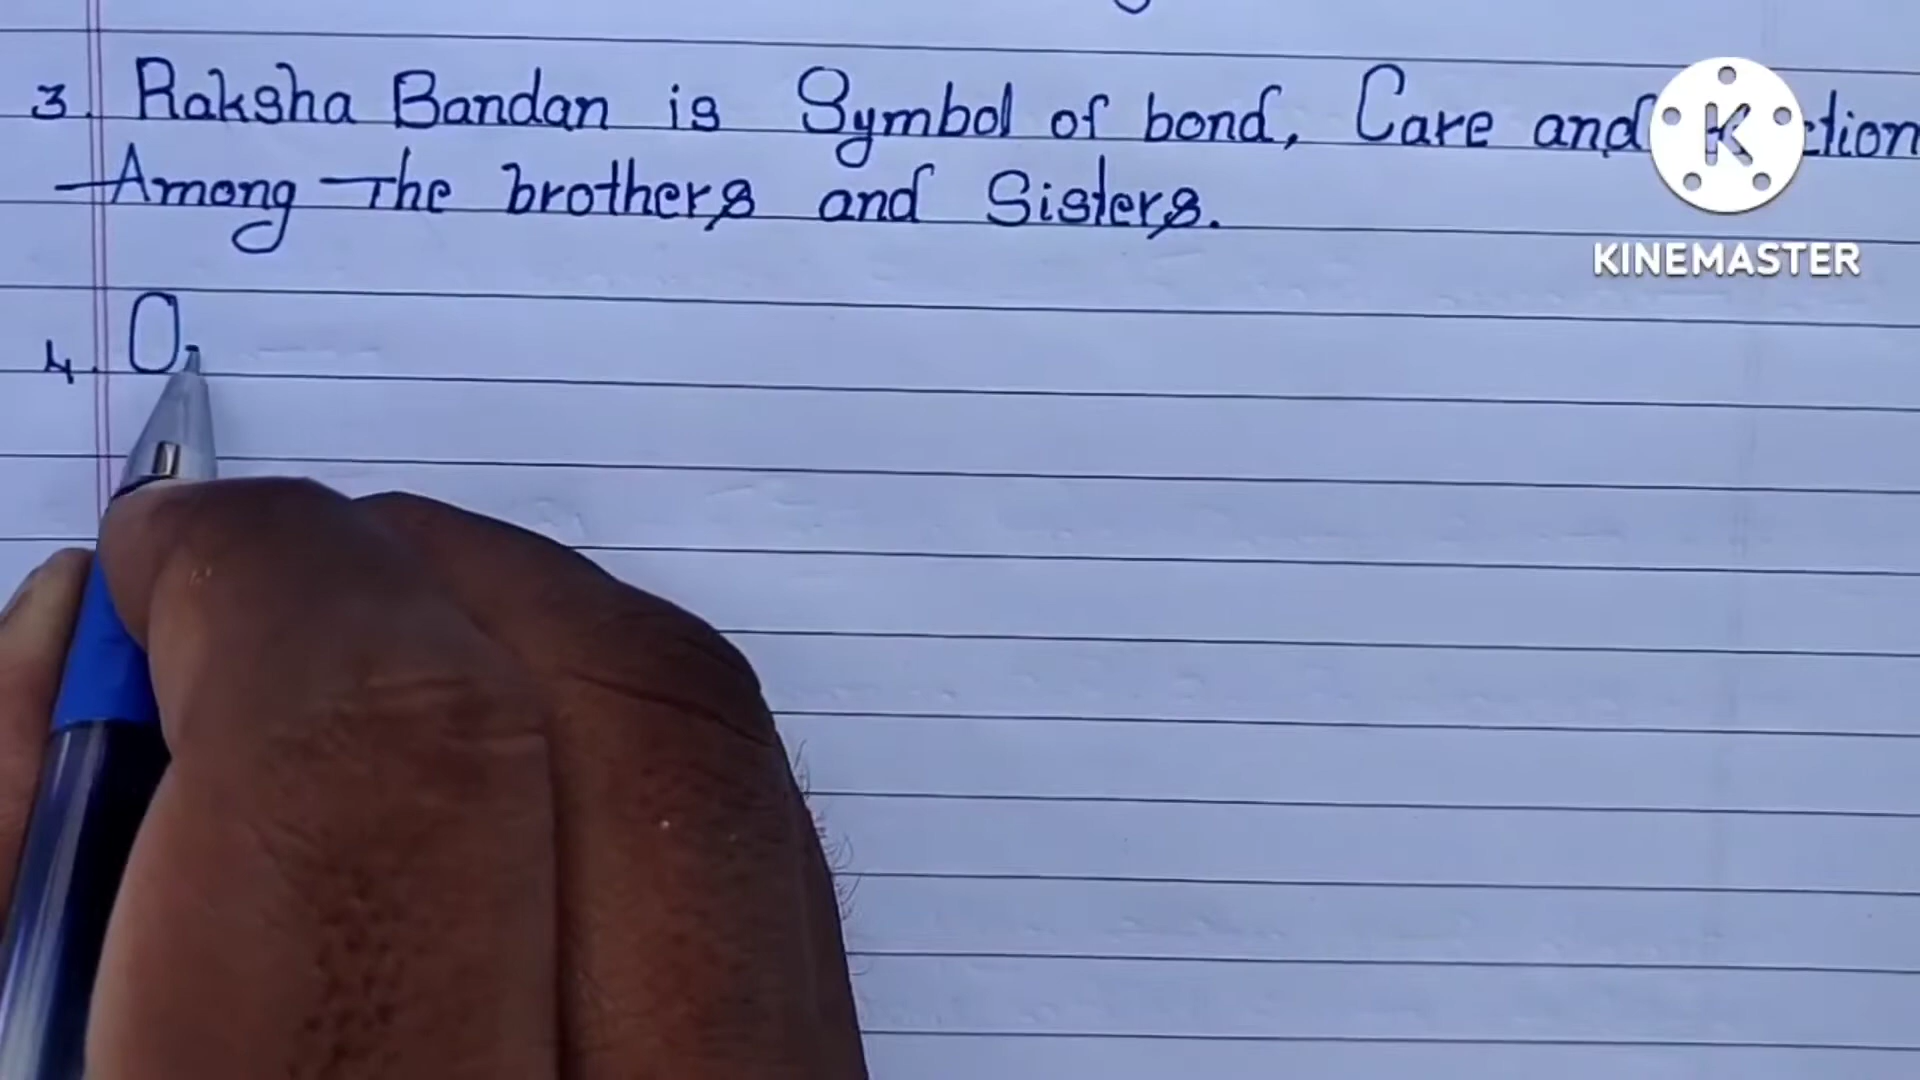 3. Raksha Bandan is Symbol of bond, Care and
Among The brothers and Sisters.
4. O
K
KINEMASTER